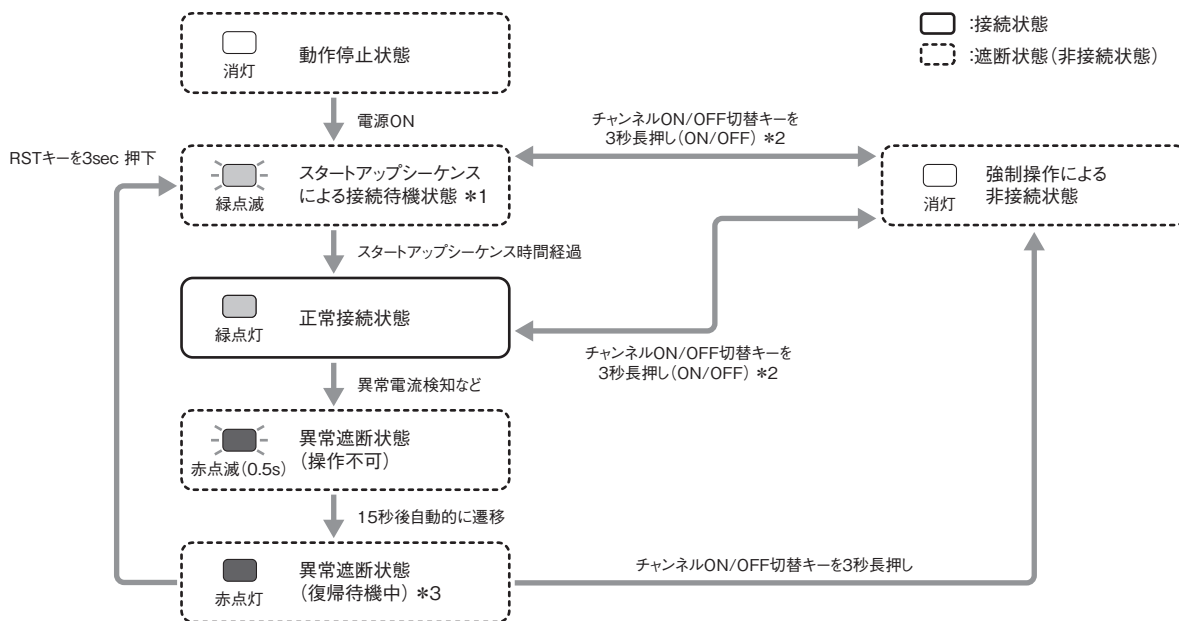 :接続状態
:遮断状態(非接続状態)
消灯
動作停止状態
電源ON
チャンネルON/OFF切替キーを
3秒長押し(ON/OFF) *2
RSTキーを3sec 押下
緑点滅
スタートアップシーケンス
による接続待機状態 *1
消灯
強制操作による
非接続状態
スタートアップシーケンス時間経過
緑点灯
正常接続状態
チャンネルON/OFF切替キーを
3秒長押し(ON/OFF) *2
異常電流検知など
赤点滅(0.5s)
異常遮断状態
(操作不可)
15秒後自動的に遷移
赤点灯
異常遮断状態
(復帰待機中) *3
チャンネルON/OFF切替キーを3秒長押し